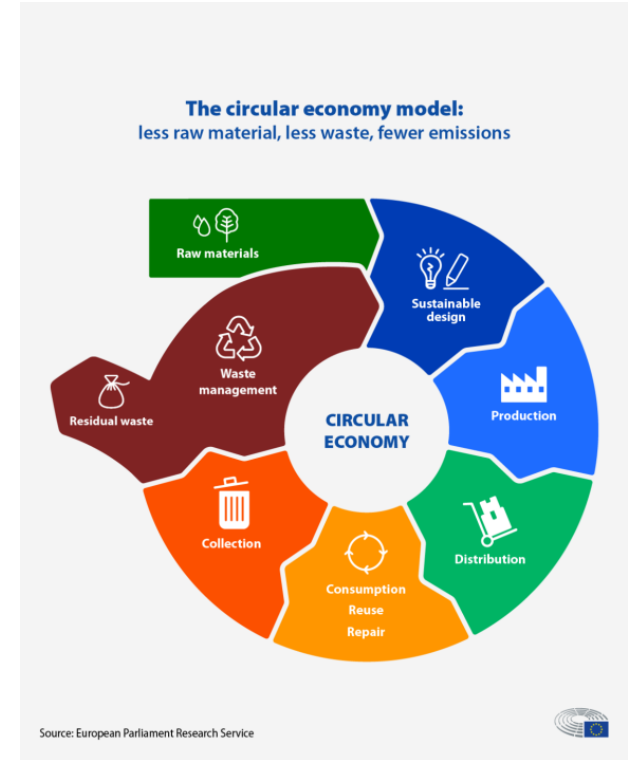 The circular economy model:
less raw material, less waste, fewer emissions
Raw materials
Sustainable
design
Production
Distribution
Consumption
Reuse
Repair
Collection
Waste
management
Residual waste
CIRCULAR
ECONOMY
Source: European Parliament Research Service